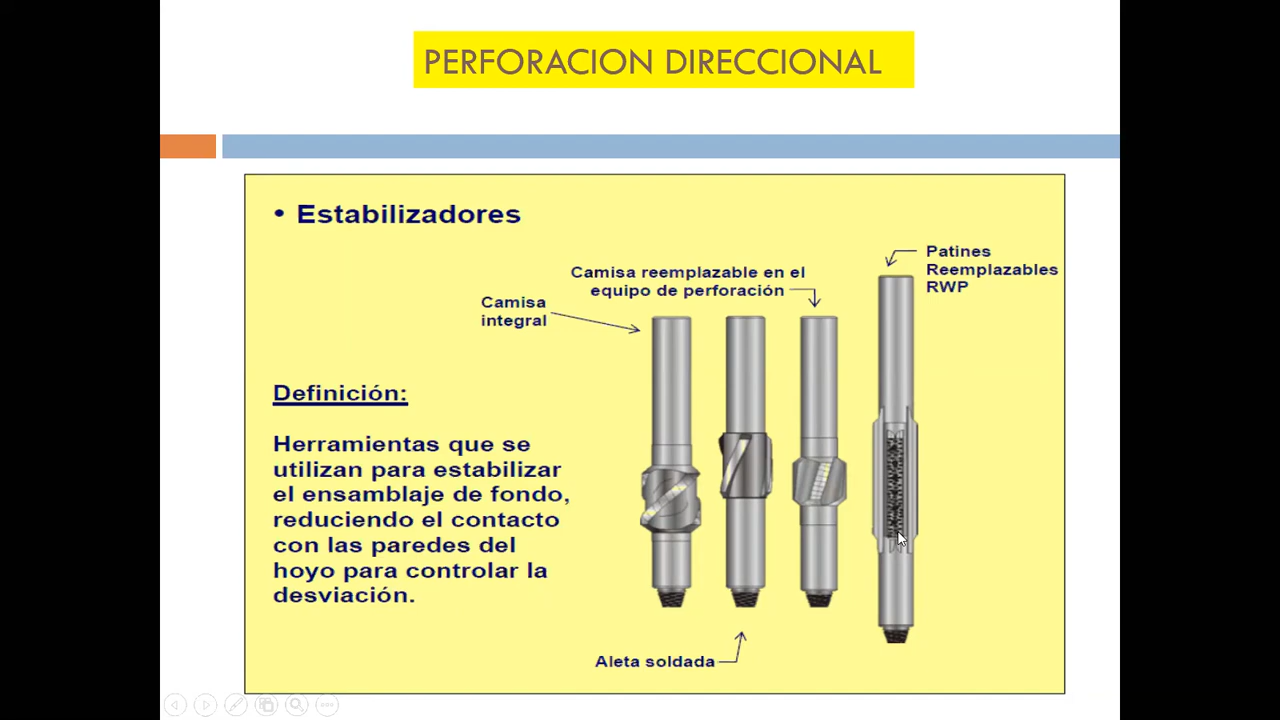 PERFORACION DIRECCIONAL
• Estabilizadores
Patines
Reemplazables
RWP
Camisa reemplazable en el
equipo de perforación
Camisa
integral
Definición:
Herramientas que se
utilizan para estabilizar
el ensamblaje de fondo,
reduciendo el contacto
con las paredes del
hoyo para controlar la
desviación.
Aleta soldada